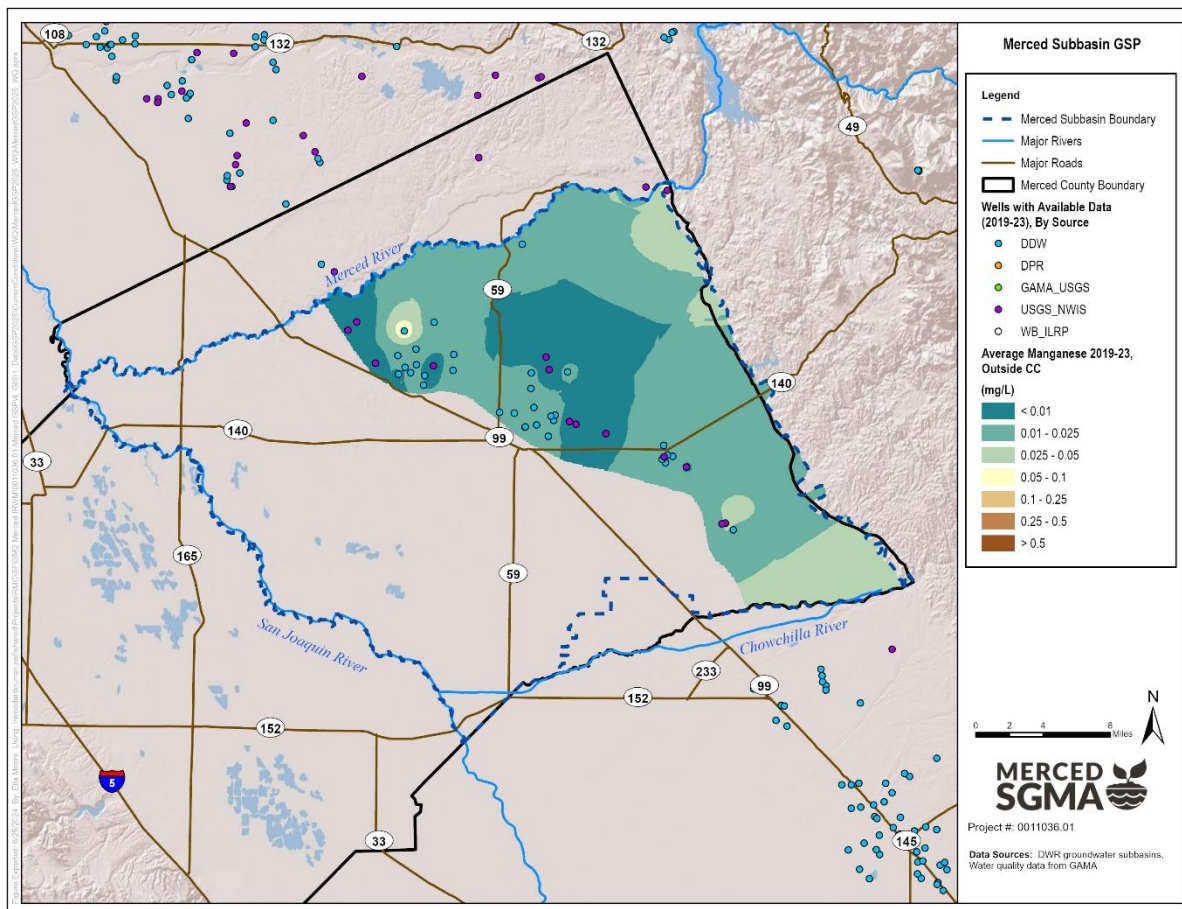 Merced Subbasin GSP
Legend
Merced Subbasin Boundary
Major Rivers
Major Roads
Merced County Boundary
Wells with Available Data
(2019-23), By Source
DDW
DPR
GAMA_USGS
USGS_NWIS
WB_ILRP
Average Manganese 2019-23,
Outside CC
(mg/L)
< 0.01
0.01 - 0.025
0.025 - 0.05
0.05 - 0.1
0.1 - 0.25
0.25 - 0.5
> 0.5
N
0 2 4 8
Miles
MERCED
SGMA
Project #: 0011036.01
Data Sources: DWR groundwater subbasins,
Water quality data from GAMA
108
132
132
49
Merced River
59
140
140
99
33
165
59
San Joaquin River
Chowchilla River
233
99
152
152
5
33
145